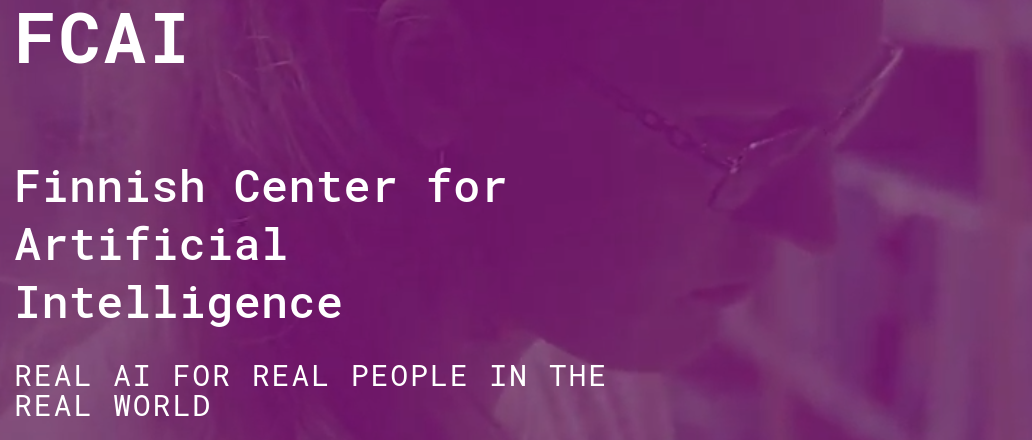 FCAI
Finnish Center for
Artificial
Intelligence
REAL AI FOR REAL PEOPLE IN THE
REAL WORLD